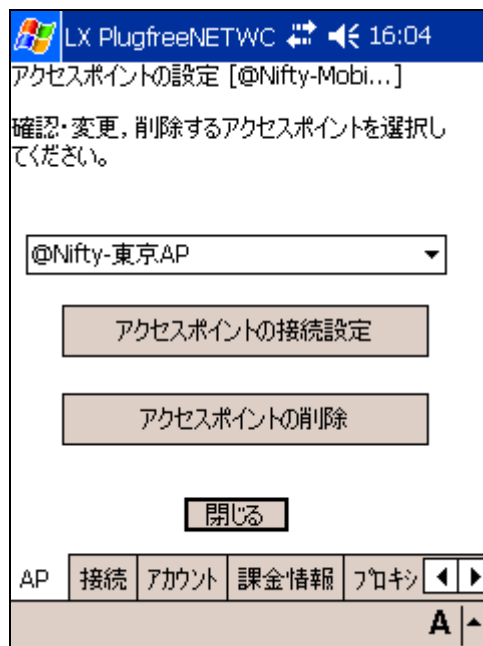 LX PlugfreeNETWC 16:04
アクセスポイントの設定 [@Nifty-Mobi...]
確認・変更，削除するアクセスポイントを選択し
てください。
@Nifty-東京AP
アクセスポイントの接続設定
アクセスポイントの削除
閉じる
AP 接続 アカウント 課金情報 プロキシ
A